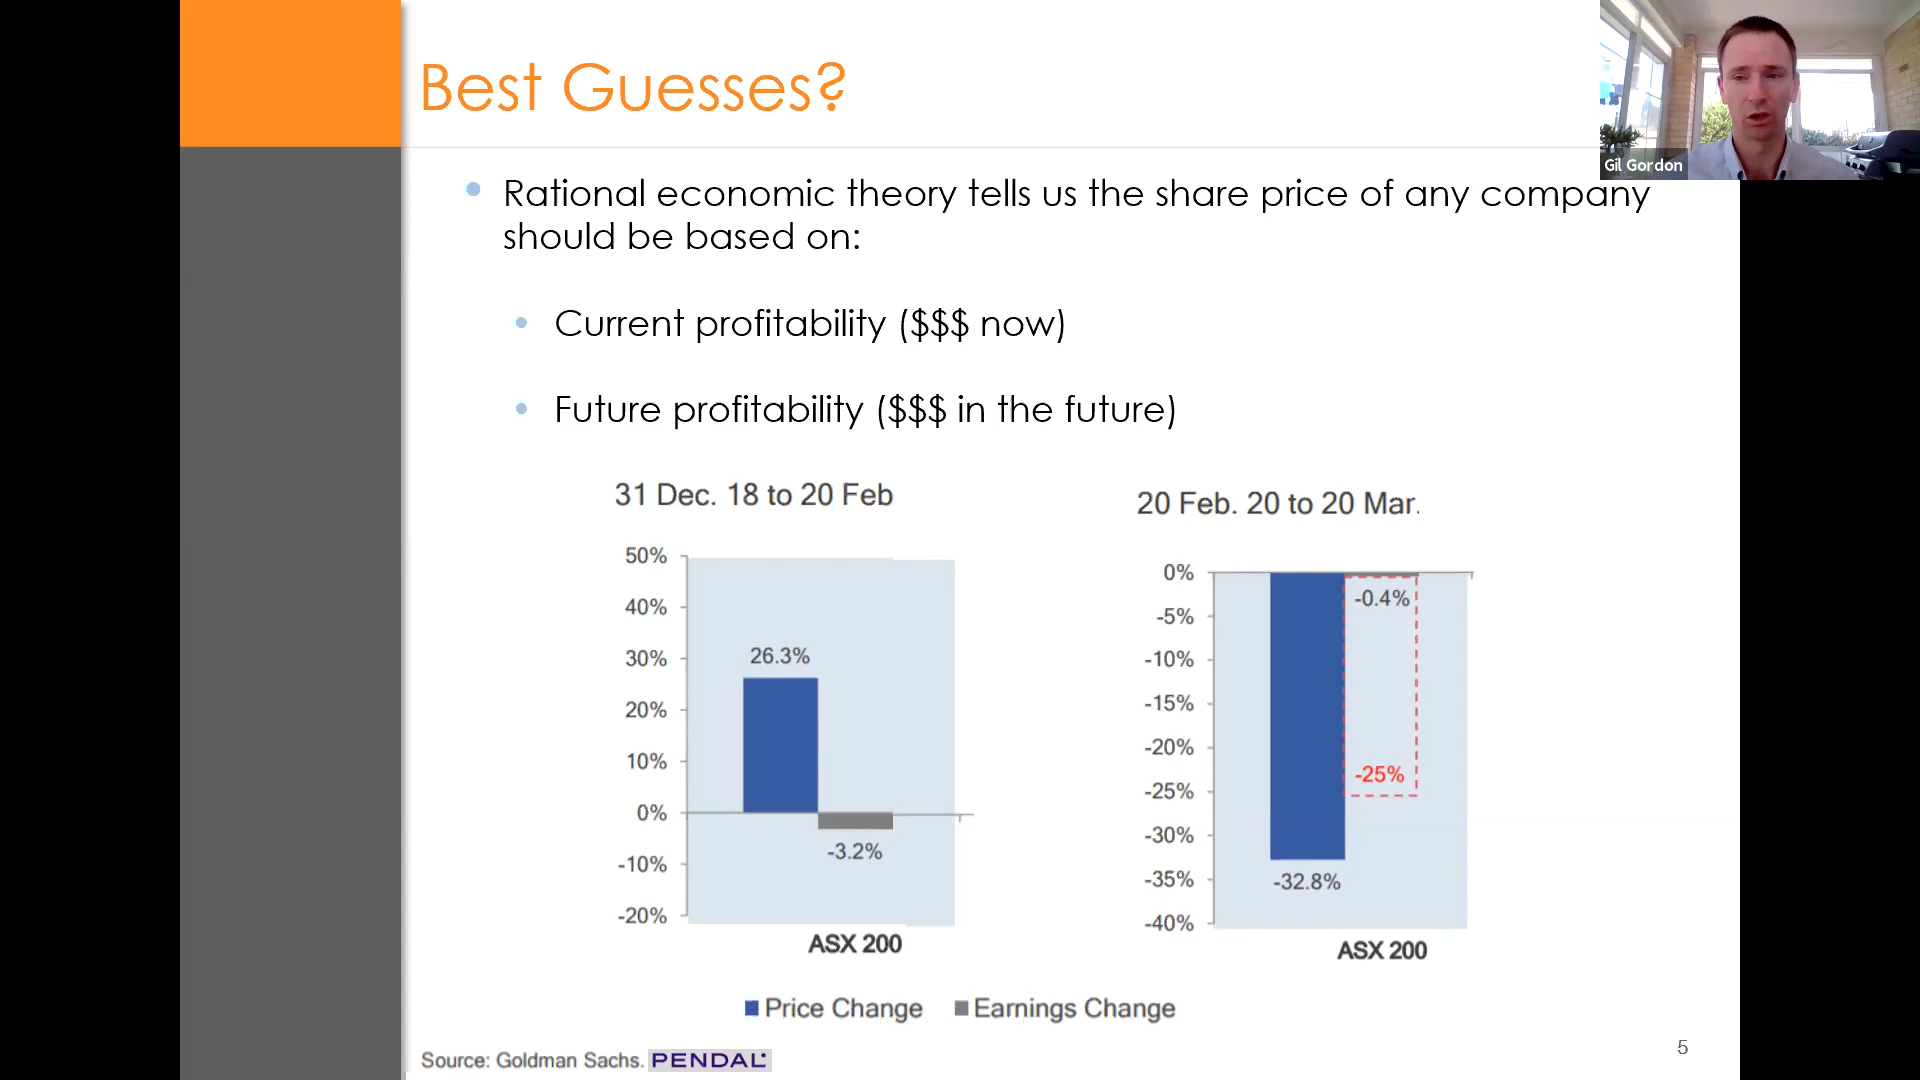 Best Guesses?
Gil Gordon
Rational economic theory tells us the share price of any company
should be based on:
Current profitability ($$$ now)
Future profitability ($$$ in the future)
31 Dec. 18 to 20 Feb
50%
40%
30%
20%
10%
0%
-10%
-20%
26.3%
-3.2%
ASX 200
20 Feb. 20 to 20 Mar.
0%
-5%
-10%
-15%
-20%
-25%
-30%
-35%
-40%
-0.4%
-25%
-32.8%
ASX 200
Price Change
Earnings Change
Source: Goldman Sachs. PENDAL
5